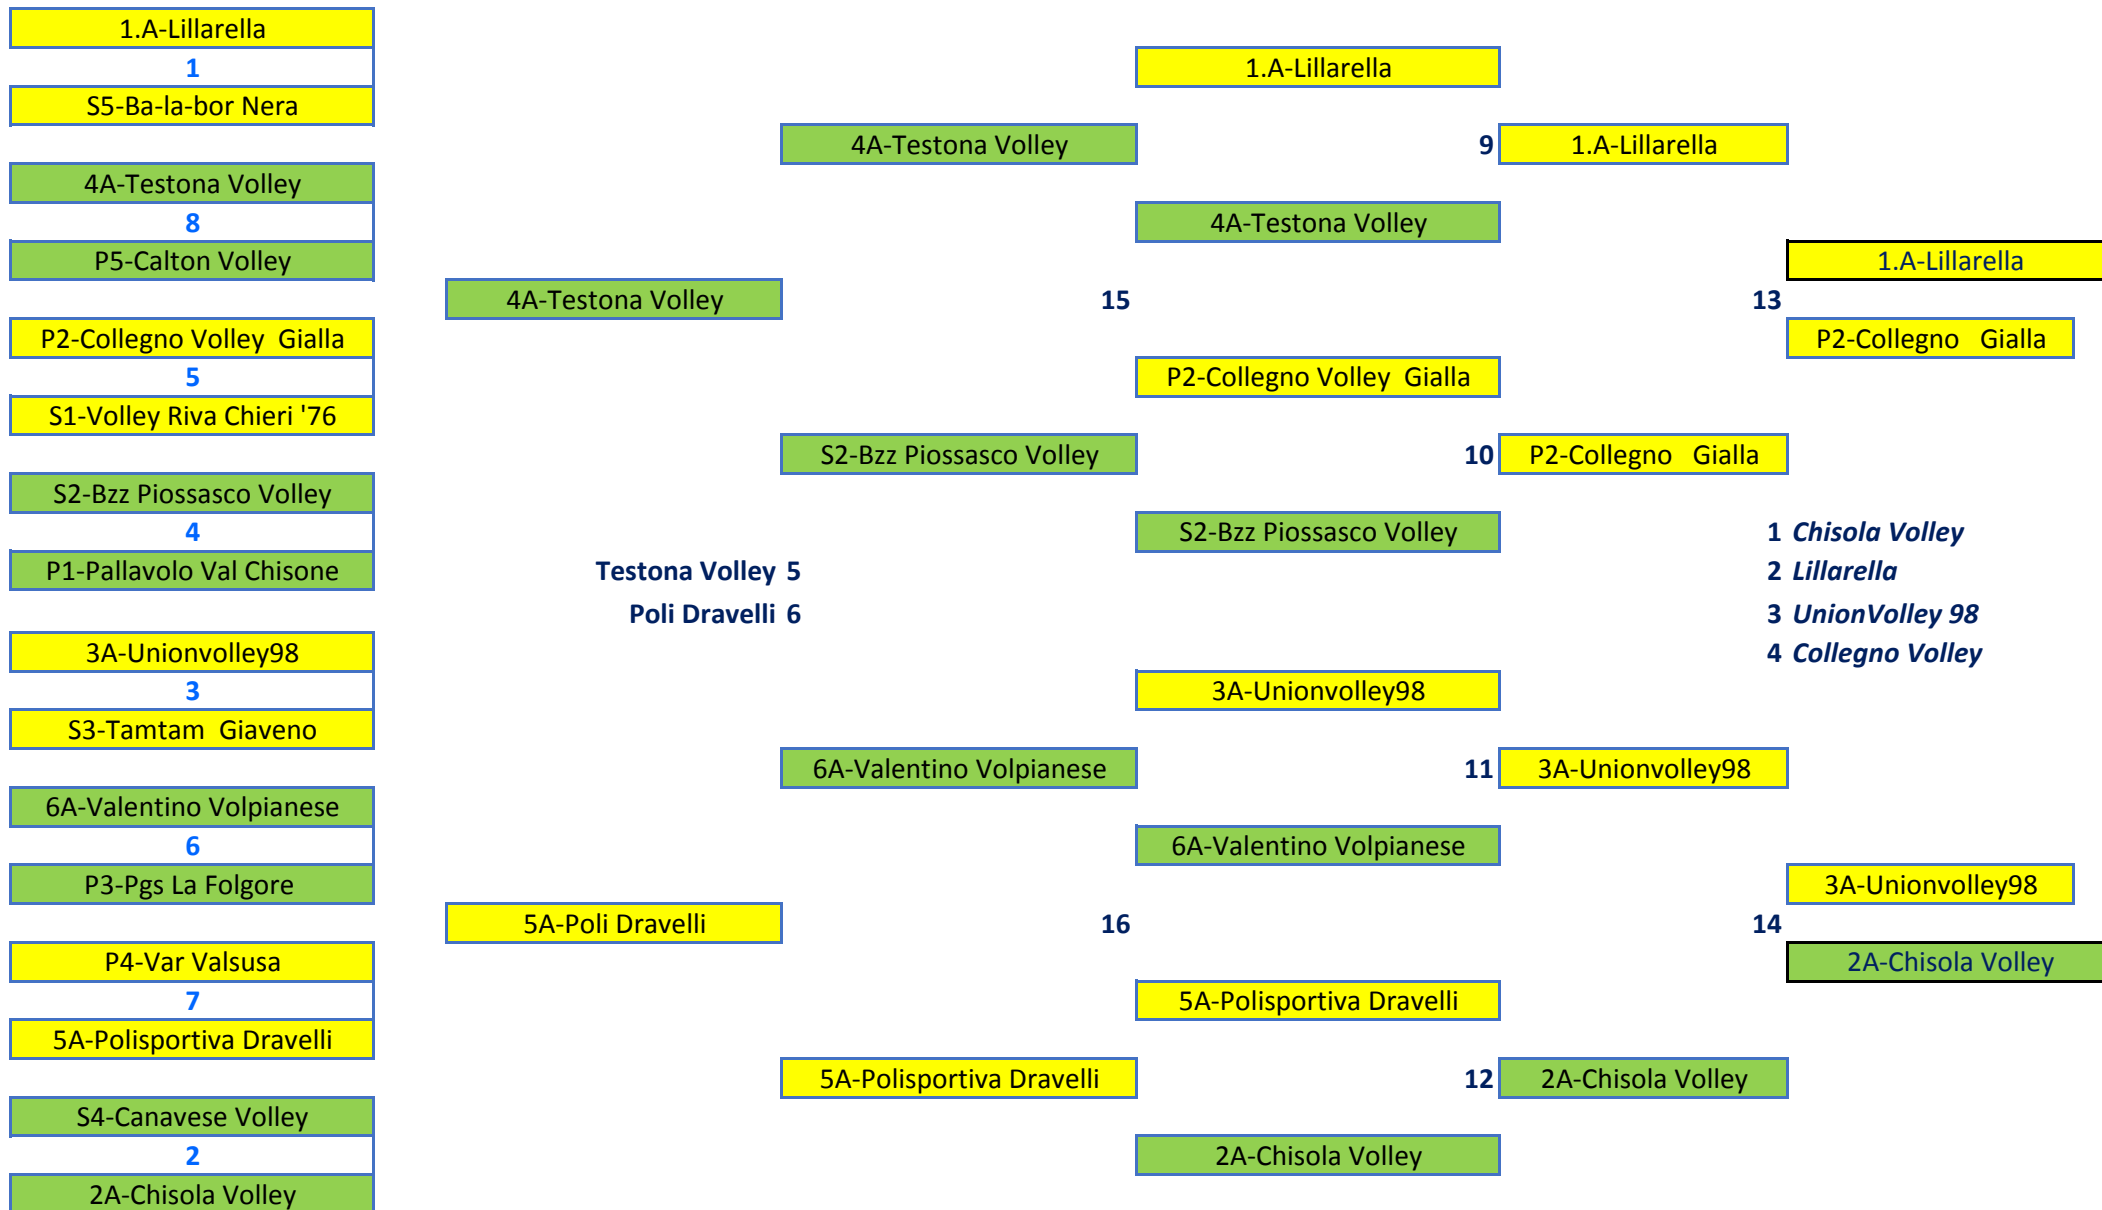 1.A-Lillarella
1
1.A-Lillarella
S5-Ba-la-bor Nera
4A-Testona Volley
9
1.A-Lillarella
4A-Testona Volley
8
4A-Testona Volley
P5-Calton Volley
1.A-Lillarella
4A-Testona Volley
15
13
P2-Collegno Volley  Gialla
P2-Collegno   Gialla
5
P2-Collegno Volley  Gialla
S1-Volley Riva Chieri '76
S2-Bzz Piossasco Volley
10
P2-Collegno   Gialla
S2-Bzz Piossasco Volley
4
S2-Bzz Piossasco Volley
1 Chisola Volley
P1-Pallavolo Val Chisone
Testona Volley 5
2 Lillarella
Poli Dravelli 6
3 UnionVolley 98
3A-Unionvolley98
4 Collegno Volley
3
3A-Unionvolley98
S3-Tamtam  Giaveno
6A-Valentino Volpianese
11
3A-Unionvolley98
6A-Valentino Volpianese
6
6A-Valentino Volpianese
P3-Pgs La Folgore
3A-Unionvolley98
5A-Poli Dravelli
16
14
P4-Var Valsusa
2A-Chisola Volley
7
5A-Polisportiva Dravelli
5A-Polisportiva Dravelli
5A-Polisportiva Dravelli
12
2A-Chisola Volley
S4-Canavese Volley
2
2A-Chisola Volley
2A-Chisola Volley